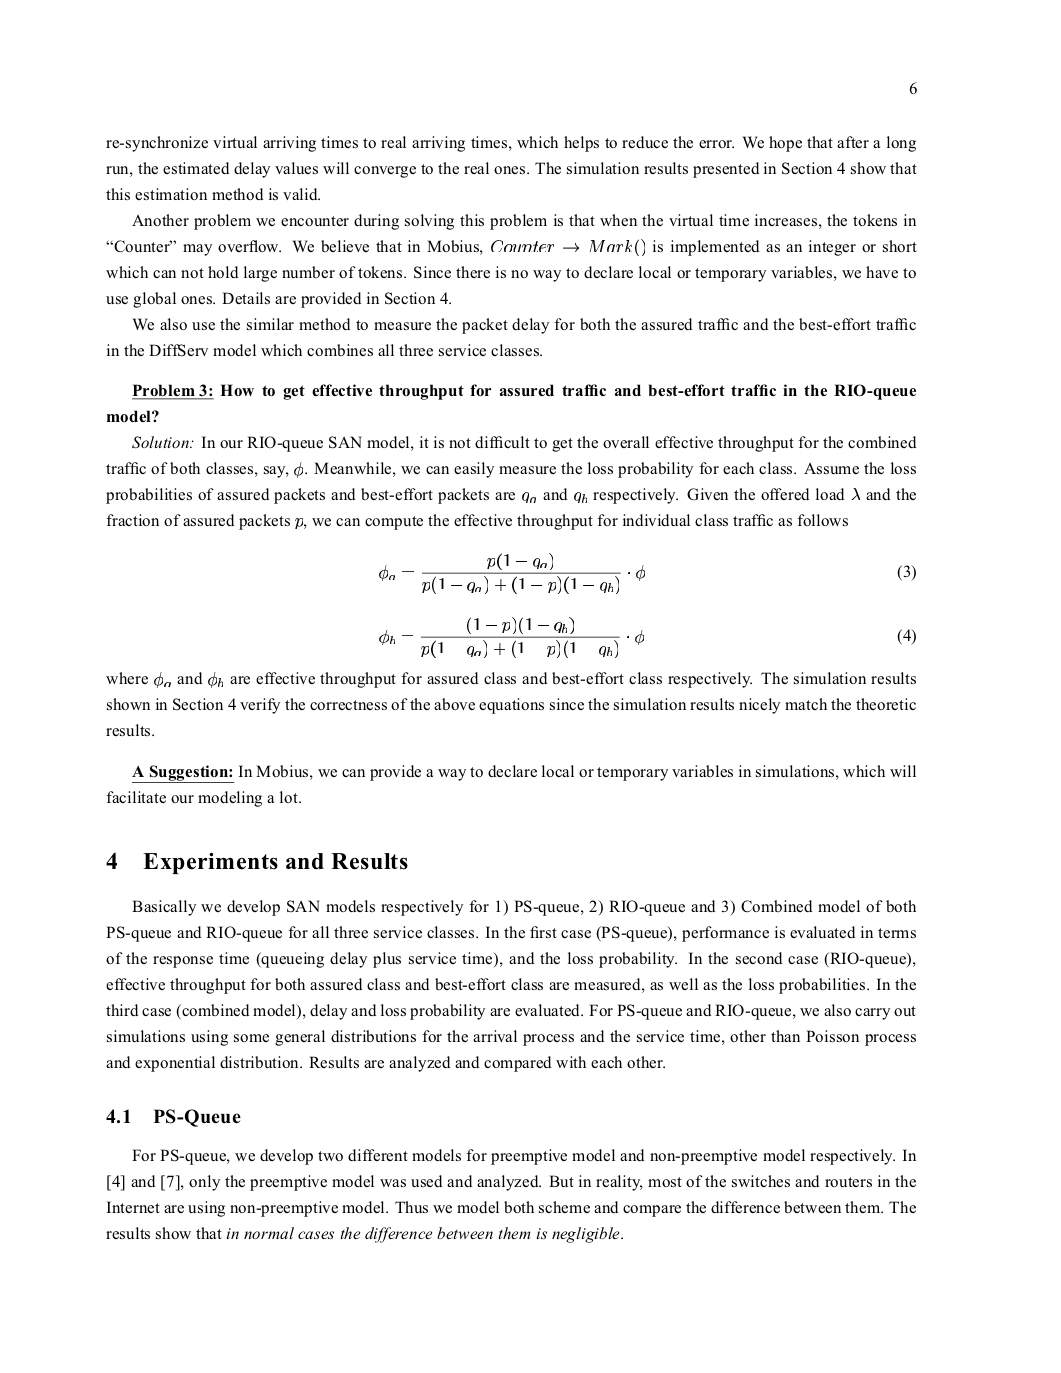 6
re-synchronize virtual arriving times to real arriving times, which helps to reduce the error. We hope that after a long
run, the estimated delay values will converge to the real ones. The simulation results presented in Section 4 show that
this estimation method is valid.
Another problem we encounter during solving this problem is that when the virtual time increases, the tokens in
“Counter” may overflow. We believe that in Mobius, Counter → Mark() is implemented as an integer or short
which can not hold large number of tokens. Since there is no way to declare local or temporary variables, we have to
use global ones. Details are provided in Section 4.
We also use the similar method to measure the packet delay for both the assured traffic and the best-effort traffic
in the DiffServ model which combines all three service classes.
Problem 3: How to get effective throughput for assured traffic and best-effort traffic in the RIO-queue
model?
Solution: In our RIO-queue SAN model, it is not difficult to get the overall effective throughput for the combined
traffic of both classes, say, ϕ. Meanwhile, we can easily measure the loss probability for each class. Assume the loss
probabilities of assured packets and best-effort packets are q_a and q_b respectively. Given the offered load λ and the
fraction of assured packets p, we can compute the effective throughput for individual class traffic as follows
ϕ_a = p(1 − q_a) / (p(1 − q_a) + (1 − p)(1 − q_b)) · ϕ (3)
ϕ_b = (1 − p)(1 − q_b) / (p(1 − q_a) + (1 − p)(1 − q_b)) · ϕ (4)
where ϕ_a and ϕ_b are effective throughput for assured class and best-effort class respectively. The simulation results
shown in Section 4 verify the correctness of the above equations since the simulation results nicely match the theoretic
results.
A Suggestion: In Mobius, we can provide a way to declare local or temporary variables in simulations, which will
facilitate our modeling a lot.
4 Experiments and Results
Basically we develop SAN models respectively for 1) PS-queue, 2) RIO-queue and 3) Combined model of both
PS-queue and RIO-queue for all three service classes. In the first case (PS-queue), performance is evaluated in terms
of the response time (queueing delay plus service time), and the loss probability. In the second case (RIO-queue),
effective throughput for both assured class and best-effort class are measured, as well as the loss probabilities. In the
third case (combined model), delay and loss probability are evaluated. For PS-queue and RIO-queue, we also carry out
simulations using some general distributions for the arrival process and the service time, other than Poisson process
and exponential distribution. Results are analyzed and compared with each other.
4.1 PS-Queue
For PS-queue, we develop two different models for preemptive model and non-preemptive model respectively. In
[4] and [7], only the preemptive model was used and analyzed. But in reality, most of the switches and routers in the
Internet are using non-preemptive model. Thus we model both scheme and compare the difference between them. The
results show that in normal cases the difference between them is negligible.